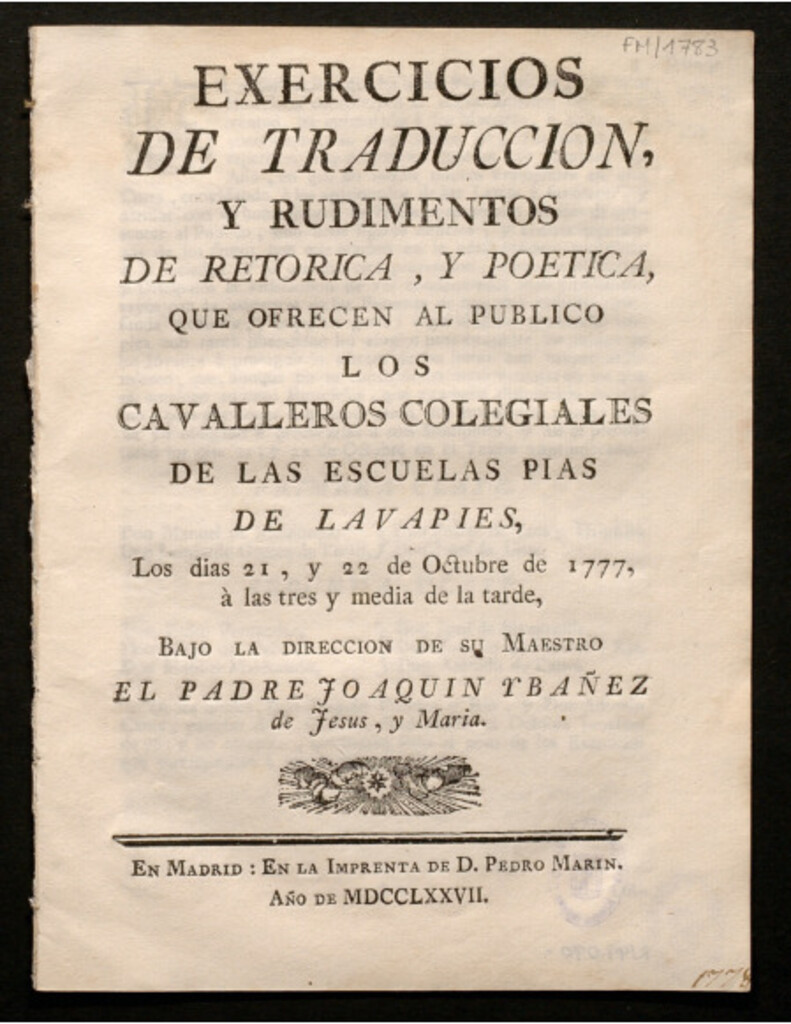 FM/1783
EXERCICIOS
DE TRADUCCION,
Y RUDIMENTOS
DE RETORICA, Y POETICA,
QUE OFRECEN AL PUBLICO
LOS
CAVALLEROS COLEGIALES
DE LAS ESCUELAS PIAS
DE LAVAPIES,
Los dias 21, y 22 de Octubre de 1777,
à las tres y media de la tarde,
BAJO LA DIRECCION DE SU MAESTRO
EL PADRE JOAQUIN YBAÑEZ
de Jesus, y Maria.
EN MADRID: EN LA IMPRENTA DE D. PEDRO MARIN.
AÑO DE MDCCLXXVII.